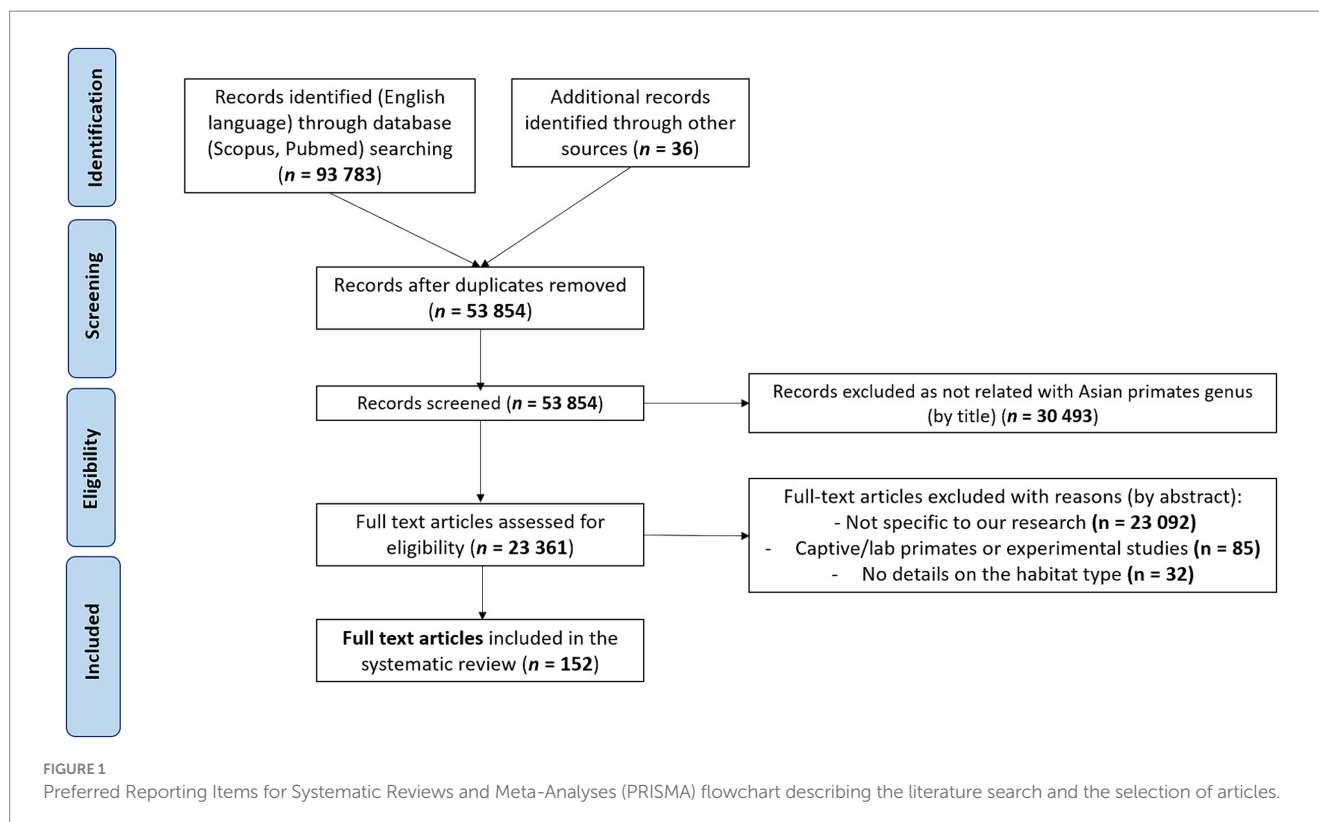 Identification
Records identified (English
language) through database
(Scopus, Pubmed) searching
(n = 93 783)
Additional records
identified through other
sources (n = 36)
Screening
Records after duplicates removed
(n = 53 854)
Eligibility
Records screened (n = 53 854)
Records excluded as not related with Asian primates genus
(by title) (n = 30 493)
Full text articles assessed for
eligibility (n = 23 361)
Full-text articles excluded with reasons (by abstract):
- Not specific to our research (n = 23 092)
- Captive/lab primates or experimental studies (n = 85)
- No details on the habitat type (n = 32)
Included
Full text articles included in the
systematic review (n = 152)
FIGURE 1
Preferred Reporting Items for Systematic Reviews and Meta-Analyses (PRISMA) flowchart describing the literature search and the selection of articles.